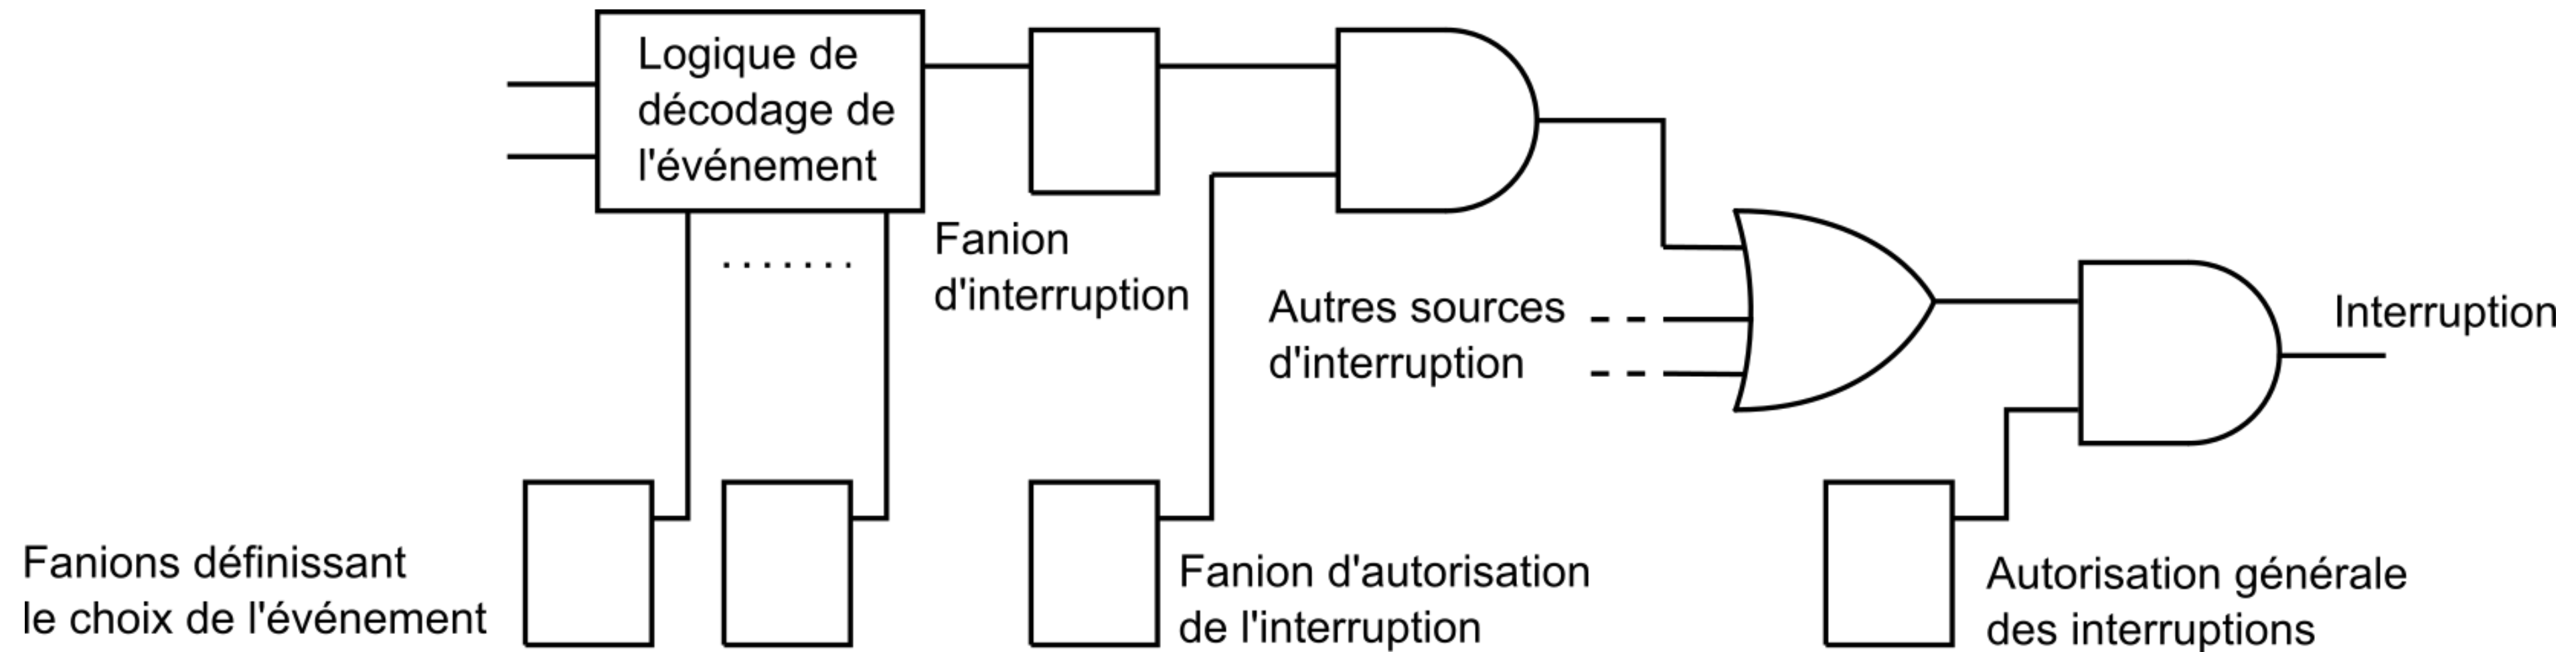 Logique de
décodage de
l'événement
Fanion
d'interruption
Autres sources
d'interruption
Interruption
Fanions définissant
le choix de l'événement
Fanion d'autorisation
de l'interruption
Autorisation générale
des interruptions